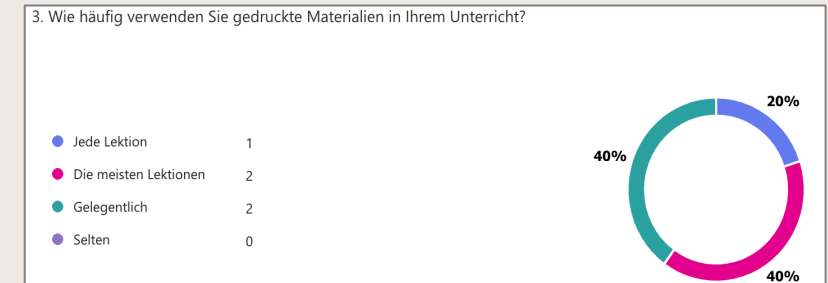 3. Wie häufig verwenden Sie gedruckte Materialien in Ihrem Unterricht?
20%
Jede Lektion 1
40%
Die meisten Lektionen 2
Gelegentlich 2
Selten 0
40%